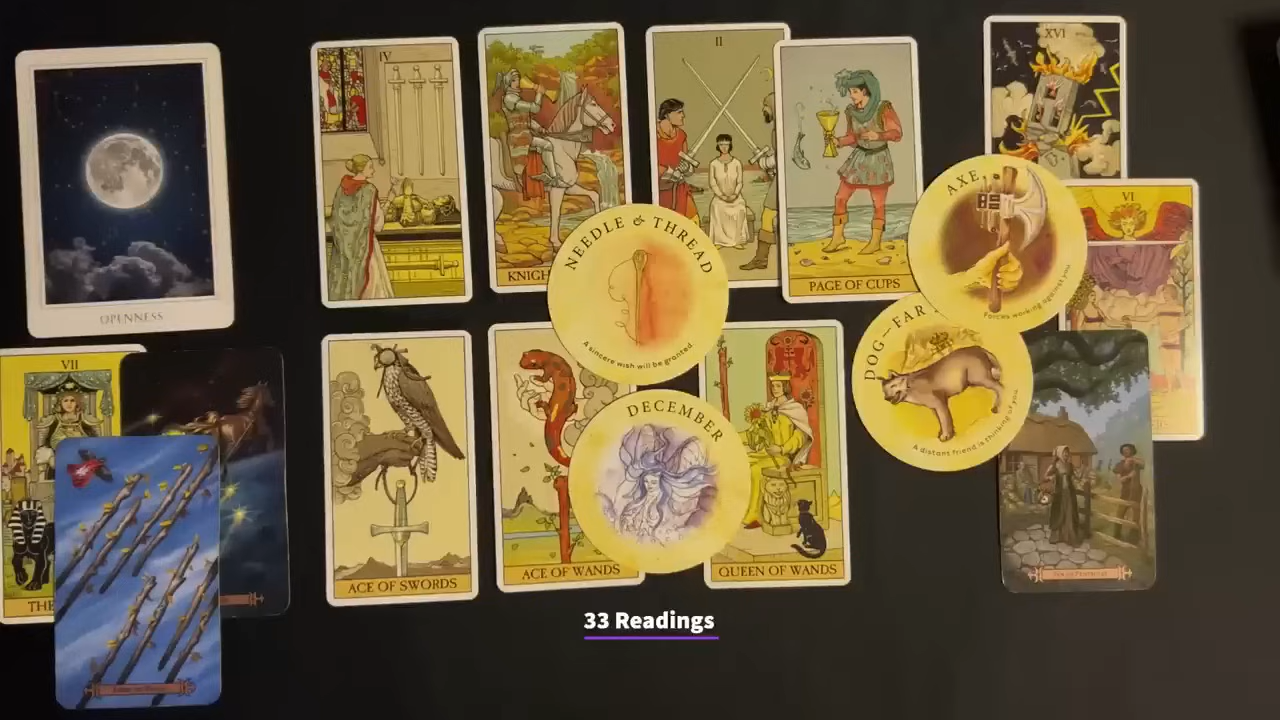 OPENNESS
IV
KNIGH
II
PAGE OF CUPS
XVI
VI
NEEDLE & THREAD
A sincere wish will be granted
AXE
Forces working against you
DOG-FAR
A distant friend is thinking of you
VII
THE
ACE OF SWORDS
ACE OF WANDS
DECEMBER
QUEEN OF WANDS
33 Readings